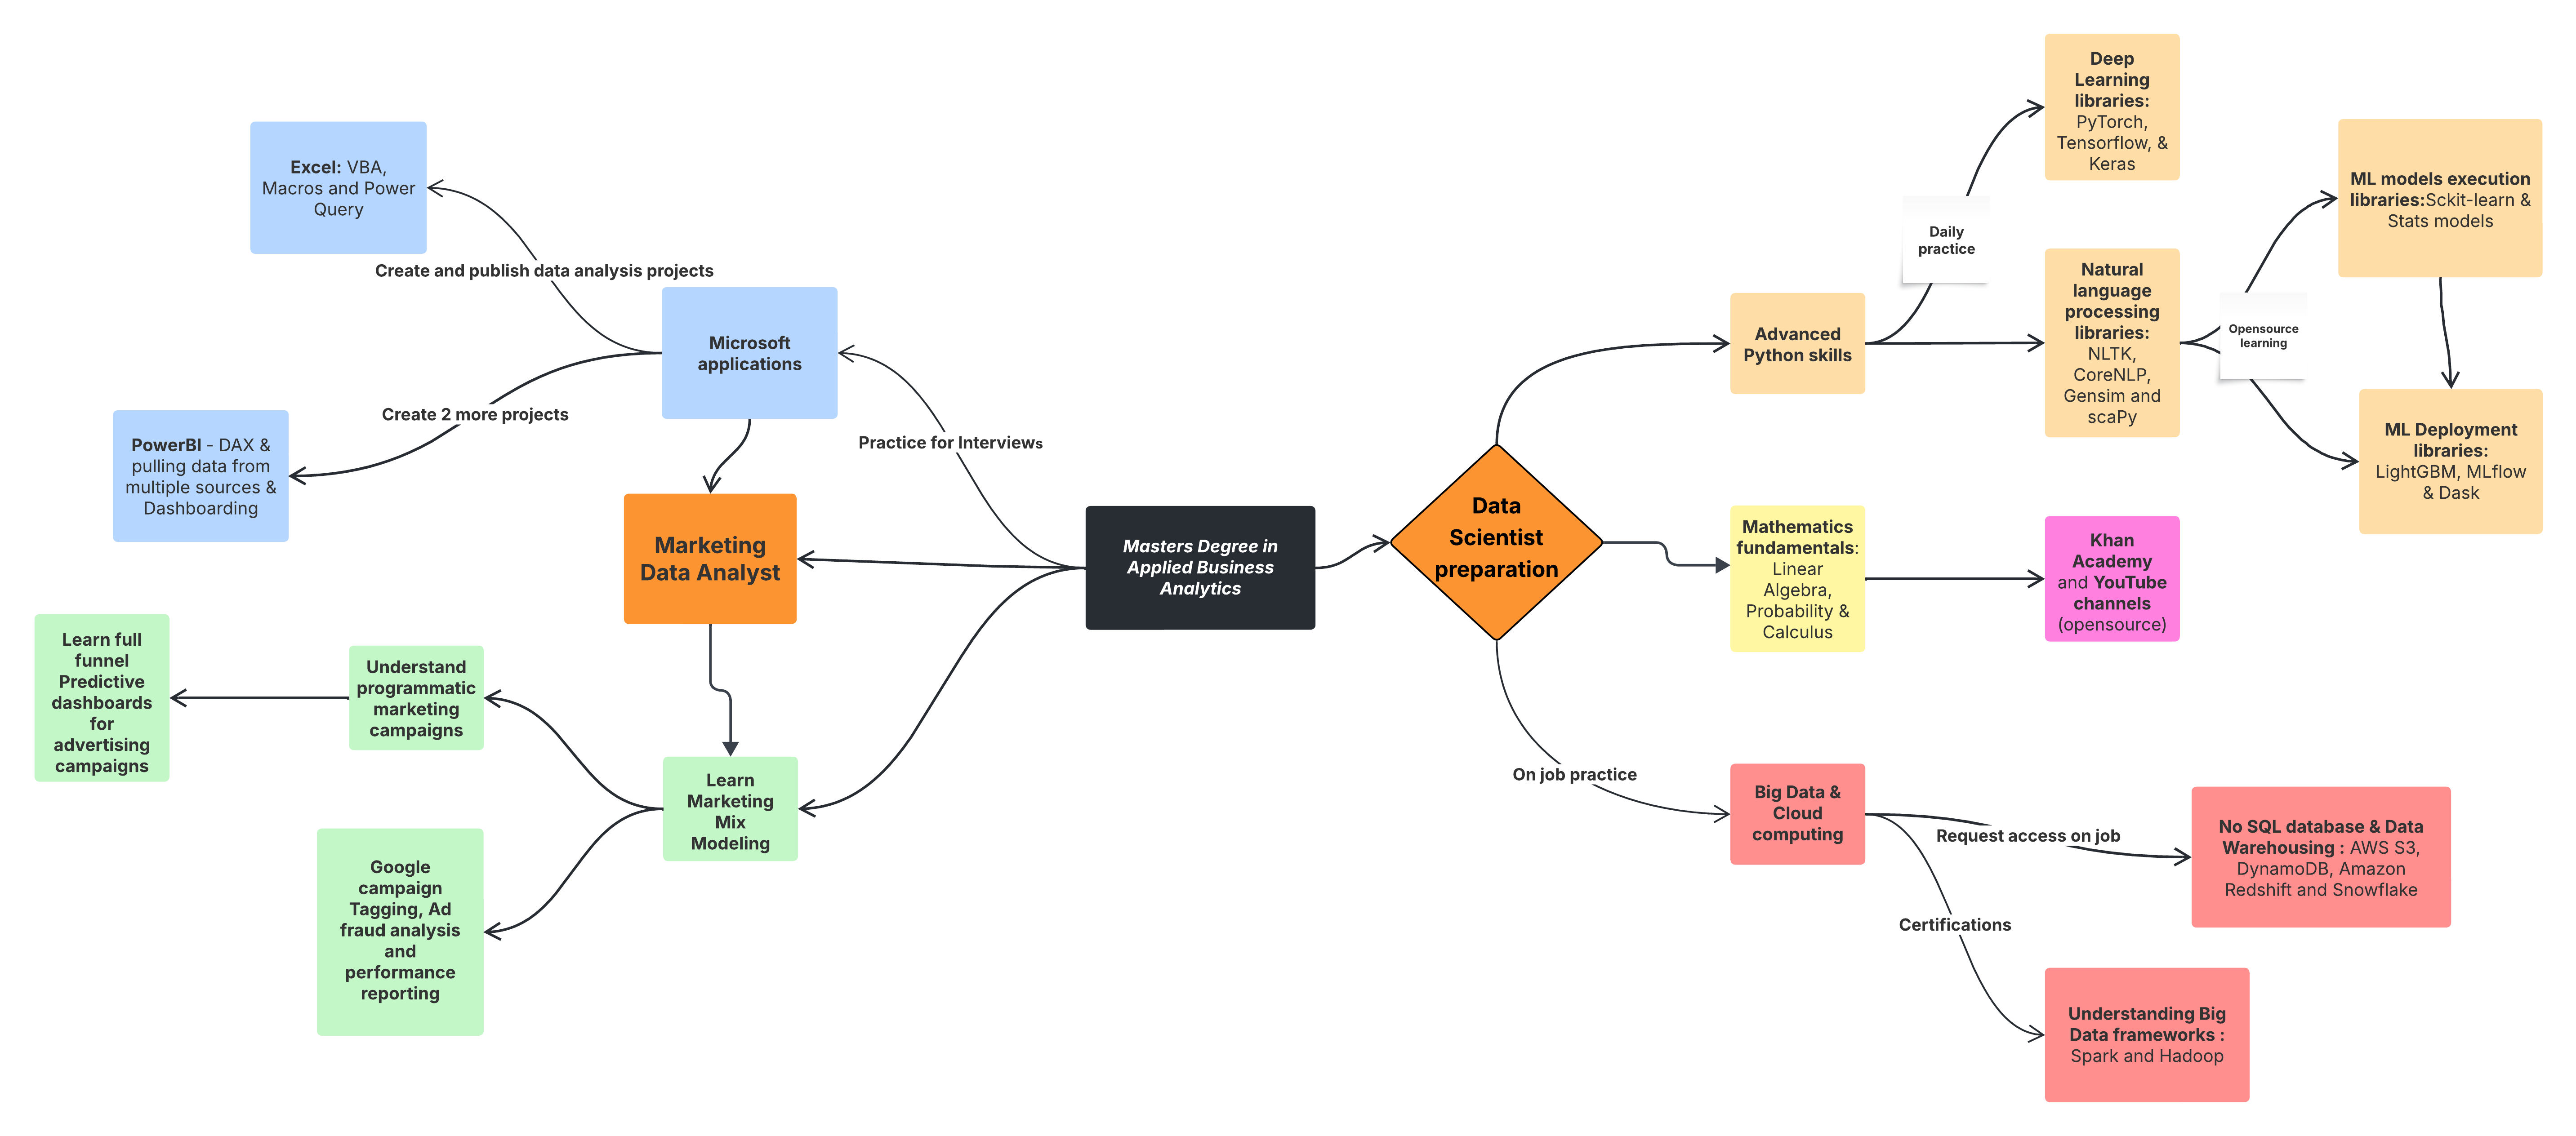 Deep
Learning
libraries:
PyTorch,
Tensorflow, &
Keras
Excel: VBA,
Macros and Power
Query
ML models execution
libraries:Sckit-learn &
Stats models
Daily
practice
Create and publish data analysis projects
Natural
language
processing
libraries:
NLTK,
CoreNLP,
Gensim and
scaPy
Microsoft
applications
Advanced
Python skills
Opensource
learning
Create 2 more projects
Practice for Interviews
PowerBI - DAX &
pulling data from
multiple sources &
Dashboarding
ML Deployment
libraries:
LightGBM, MLflow
& Dask
Marketing
Data Analyst
Masters Degree in
Applied Business
Analytics
Data
Scientist
preparation
Mathematics
fundamentals:
Linear
Algebra,
Probability &
Calculus
Khan
Academy
and YouTube
channels
(opensource)
Learn full
funnel
Predictive
dashboards
for
advertising
campaigns
Understand
programmatic
marketing
campaigns
Learn
Marketing
Mix
Modeling
On job practice
Big Data &
Cloud
computing
Request access on job
No SQL database & Data
Warehousing : AWS S3,
DynamoDB, Amazon
Redshift and Snowflake
Google
campaign
Tagging, Ad
fraud analysis
and
performance
reporting
Certifications
Understanding Big
Data frameworks :
Spark and Hadoop